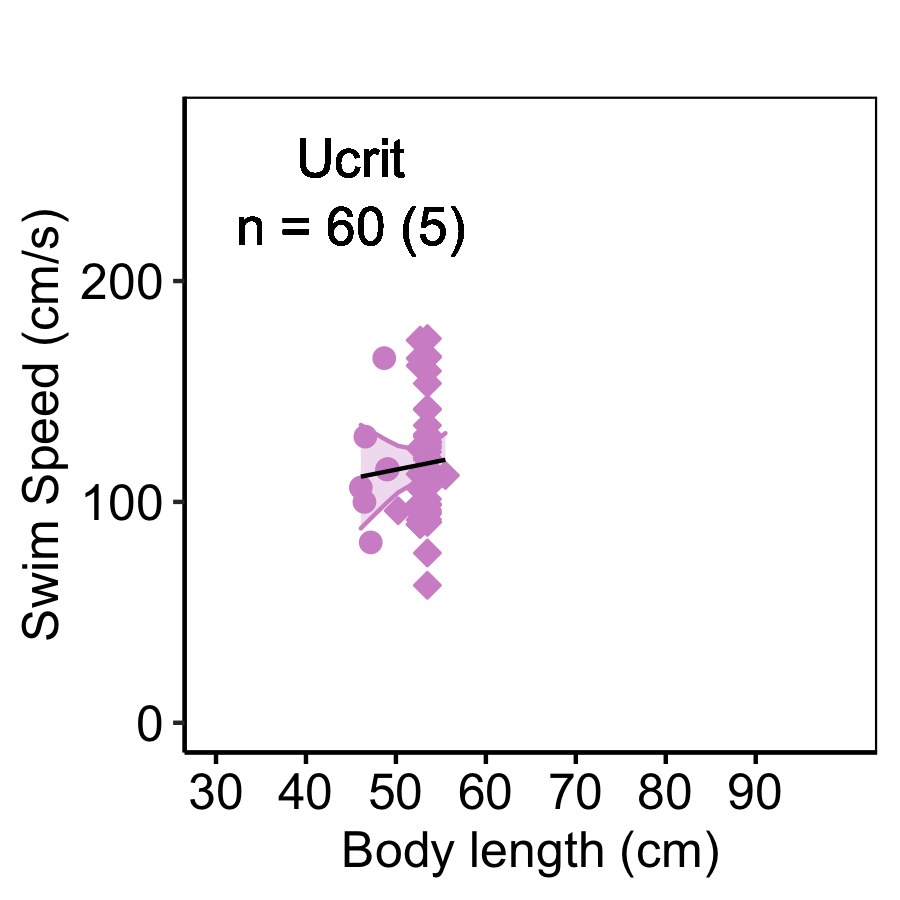 Ucrit
n = 60 (5)
Swim Speed (cm/s)
200
100
0
30 40 50 60 70 80 90
Body length (cm)